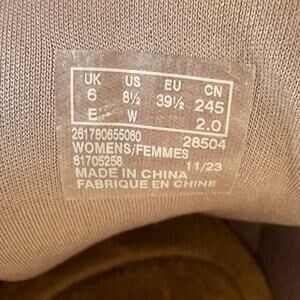 UK US EU CN
6 8½ 39½ 245
E W 2.0
261780655060 28504
WOMENS/FEMMES
61705258 11/23
MADE IN CHINA
FABRIQUE EN CHINE